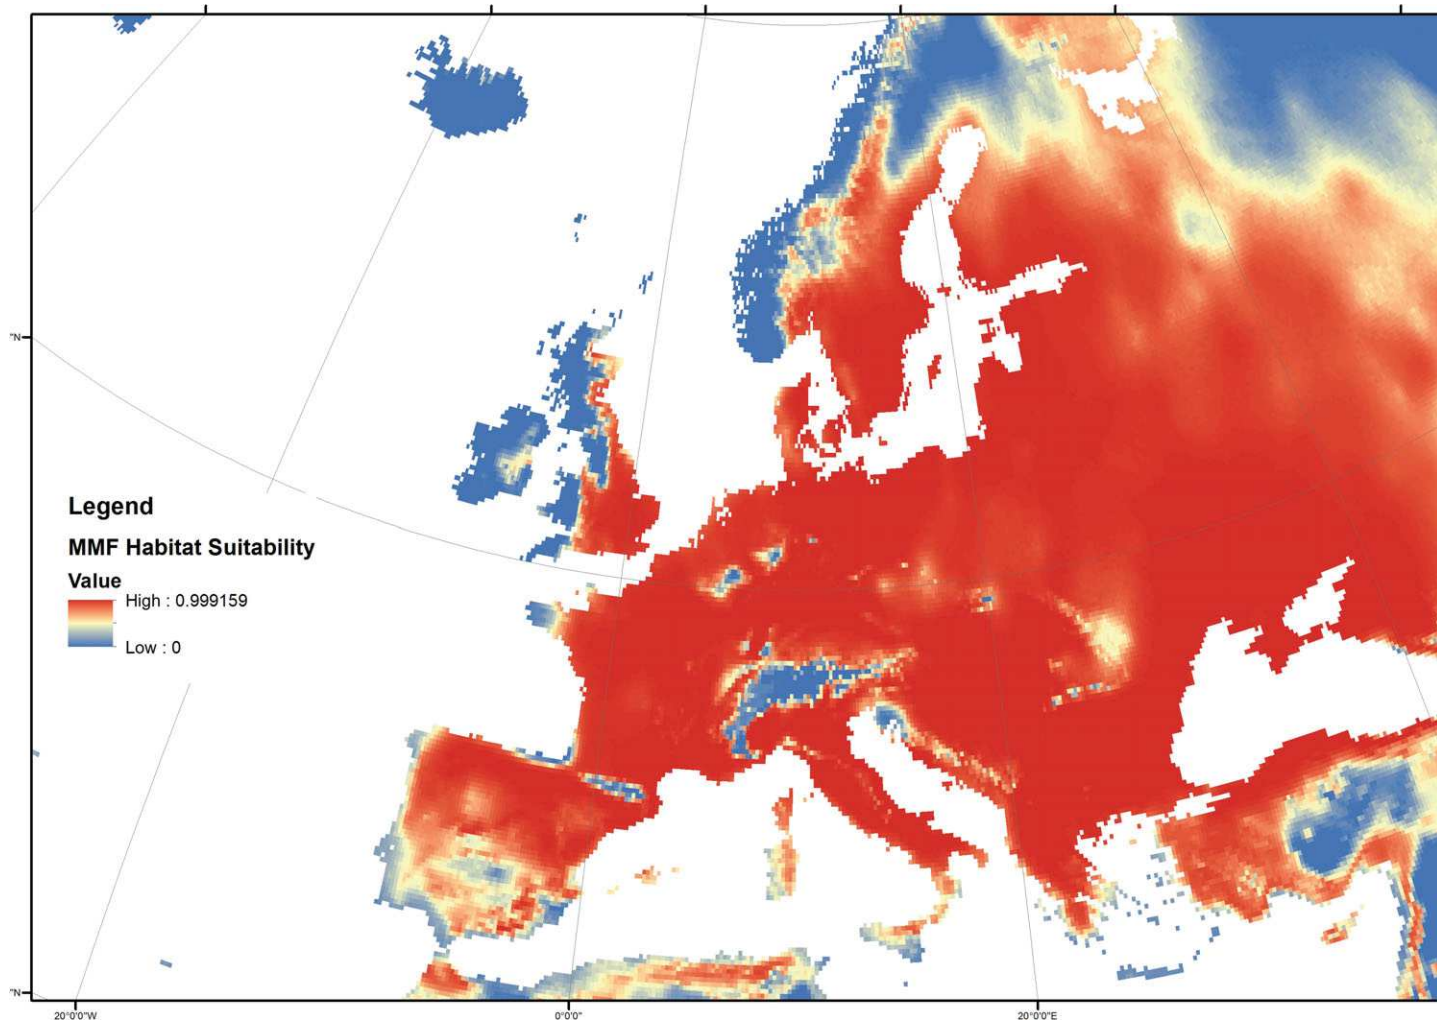 "N
Legend
MMF Habitat Suitability
Value
High : 0.999159
Low : 0
"N
20°0'0"W
0°0'0"
20°0'0"E